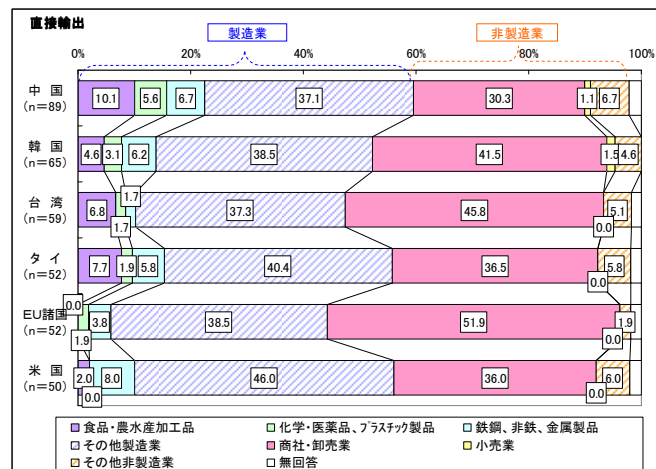 直接輸出
製造業
非製造業
0% 20% 40% 60% 80% 100%
中 国
(n=89)
10.1 5.6 6.7 37.1 30.3 1.1 6.7
韓 国
(n=65)
4.6 3.1 6.2 38.5 41.5 1.5 4.6
台 湾
(n=59)
6.8 1.7 1.7 37.3 45.8 0.0 5.1
タ イ
(n=52)
7.7 1.9 5.8 40.4 36.5 0.0 5.8
EU諸国
(n=52)
0.0 1.9 3.8 38.5 51.9 0.0 1.9
米 国
(n=50)
2.0 0.0 8.0 46.0 36.0 0.0 6.0
食品・農水産加工品 化学・医薬品、プラスチック製品 鉄鋼、非鉄、金属製品
その他製造業 商社・卸売業 小売業
その他非製造業 無回答